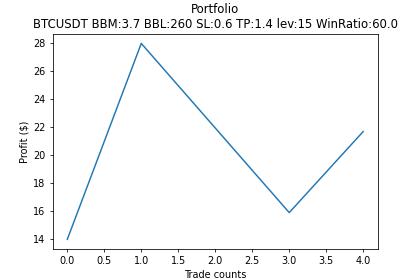 Portfolio
BTCUSDT BBM:3.7 BBL:260 SL:0.6 TP:1.4 lev:15 WinRatio:60.0
28
26
24
22
20
18
16
14
Profit ($)
0.0 0.5 1.0 1.5 2.0 2.5 3.0 3.5 4.0
Trade counts